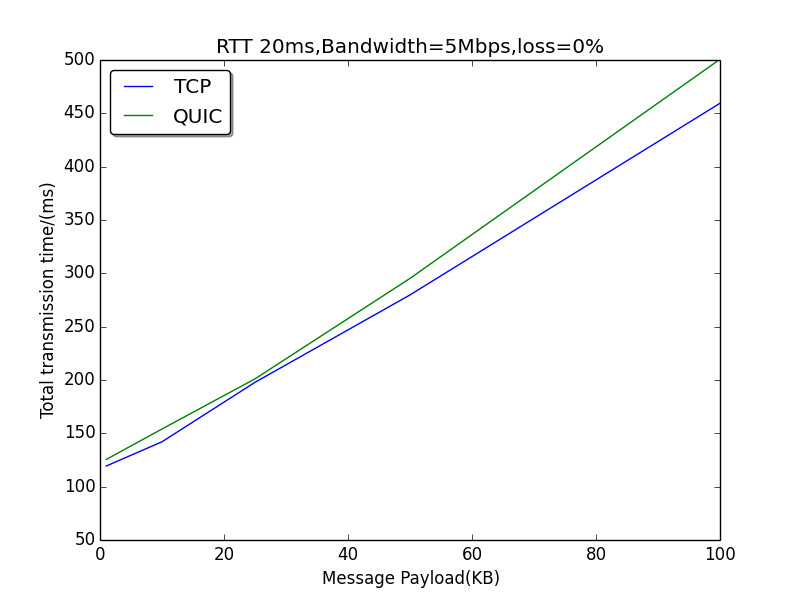 RTT 20ms,Bandwidth=5Mbps,loss=0%
500
450
400
350
300
250
200
150
100
50
TCP
QUIC
Total transmission time/(ms)
0 20 40 60 80 100
Message Payload(KB)